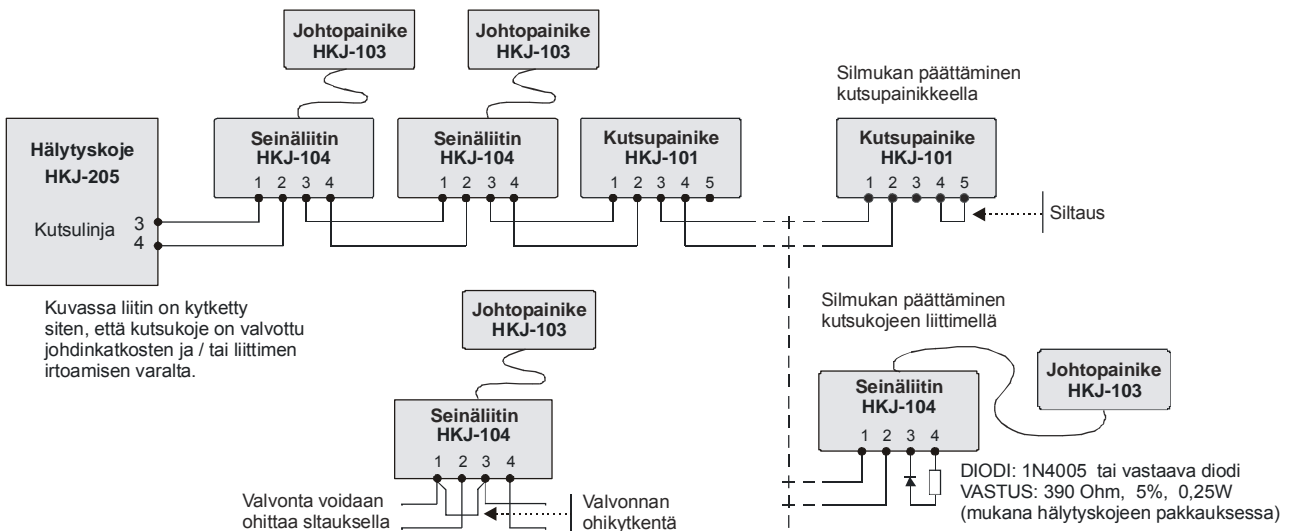 Johtopainike
HKJ-103
Johtopainike
HKJ-103
Silmukan päättäminen
kutsupainikkeella
Hälytyskoje
HKJ-205
Kutsulinja 3
4
Seinäliitin
HKJ-104
1 2 3 4
Seinäliitin
HKJ-104
1 2 3 4
Kutsupainike
HKJ-101
1 2 3 4 5
Kutsupainike
HKJ-101
1 2 3 4 5
Siltaus
Kuvassa liitin on kytketty
siten, että kutsukoje on valvottu
johdinkatkosten ja / tai liittimen
irtoamisen varalta.
Johtopainike
HKJ-103
Seinäliitin
HKJ-104
1 2 3 4
Valvonta voidaan
ohittaa sltauksella
Valvonnan
ohikytkentä
Silmukan päättäminen
kutsukojeen liittimellä
Seinäliitin
HKJ-104
1 2 3 4
Johtopainike
HKJ-103
DIODI: 1N4005 tai vastaava diodi
VASTUS: 390 Ohm, 5%, 0,25W
(mukana hälytyskojeen pakkauksessa)